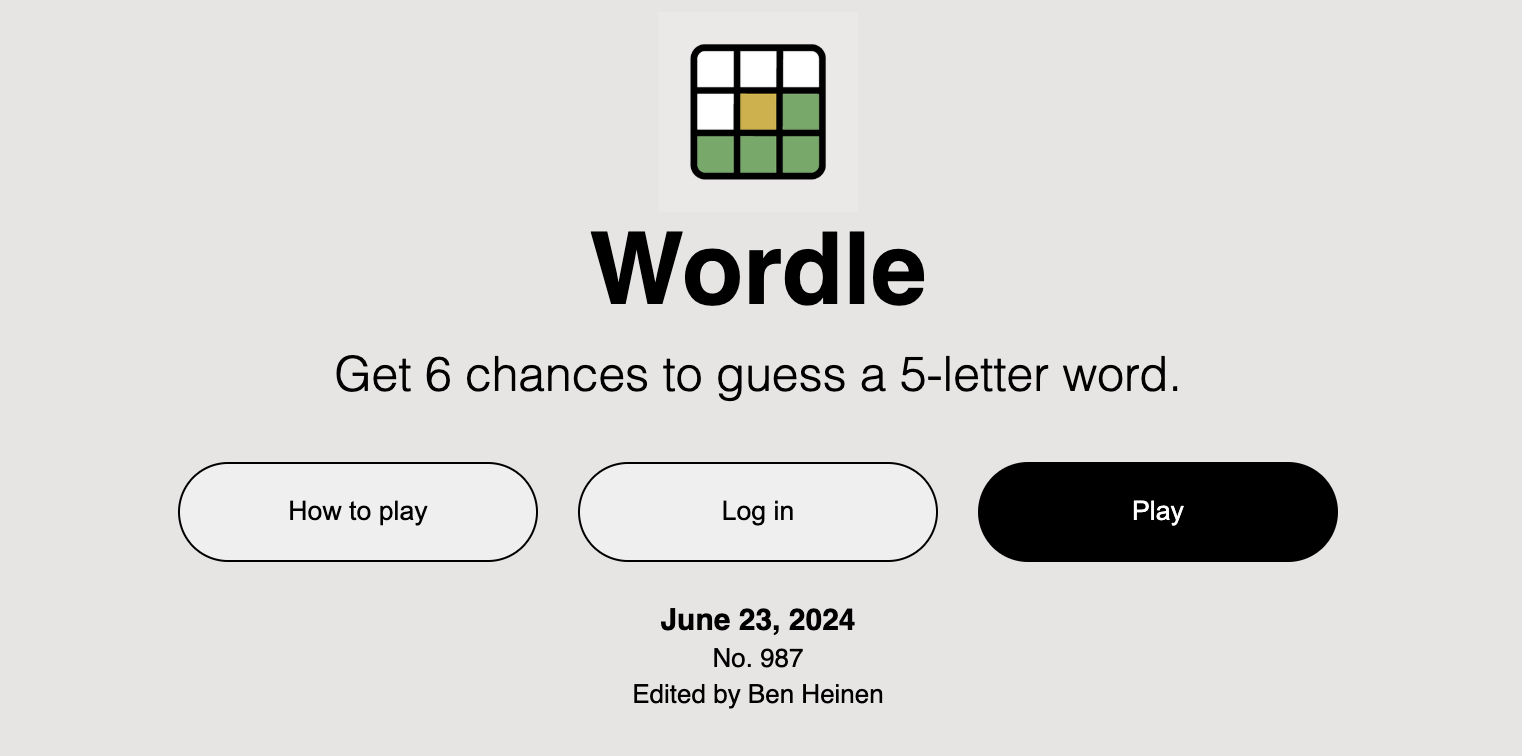 Wordle
Get 6 chances to guess a 5-letter word.
How to play
Log in
Play
June 23, 2024
No. 987
Edited by Ben Heinen